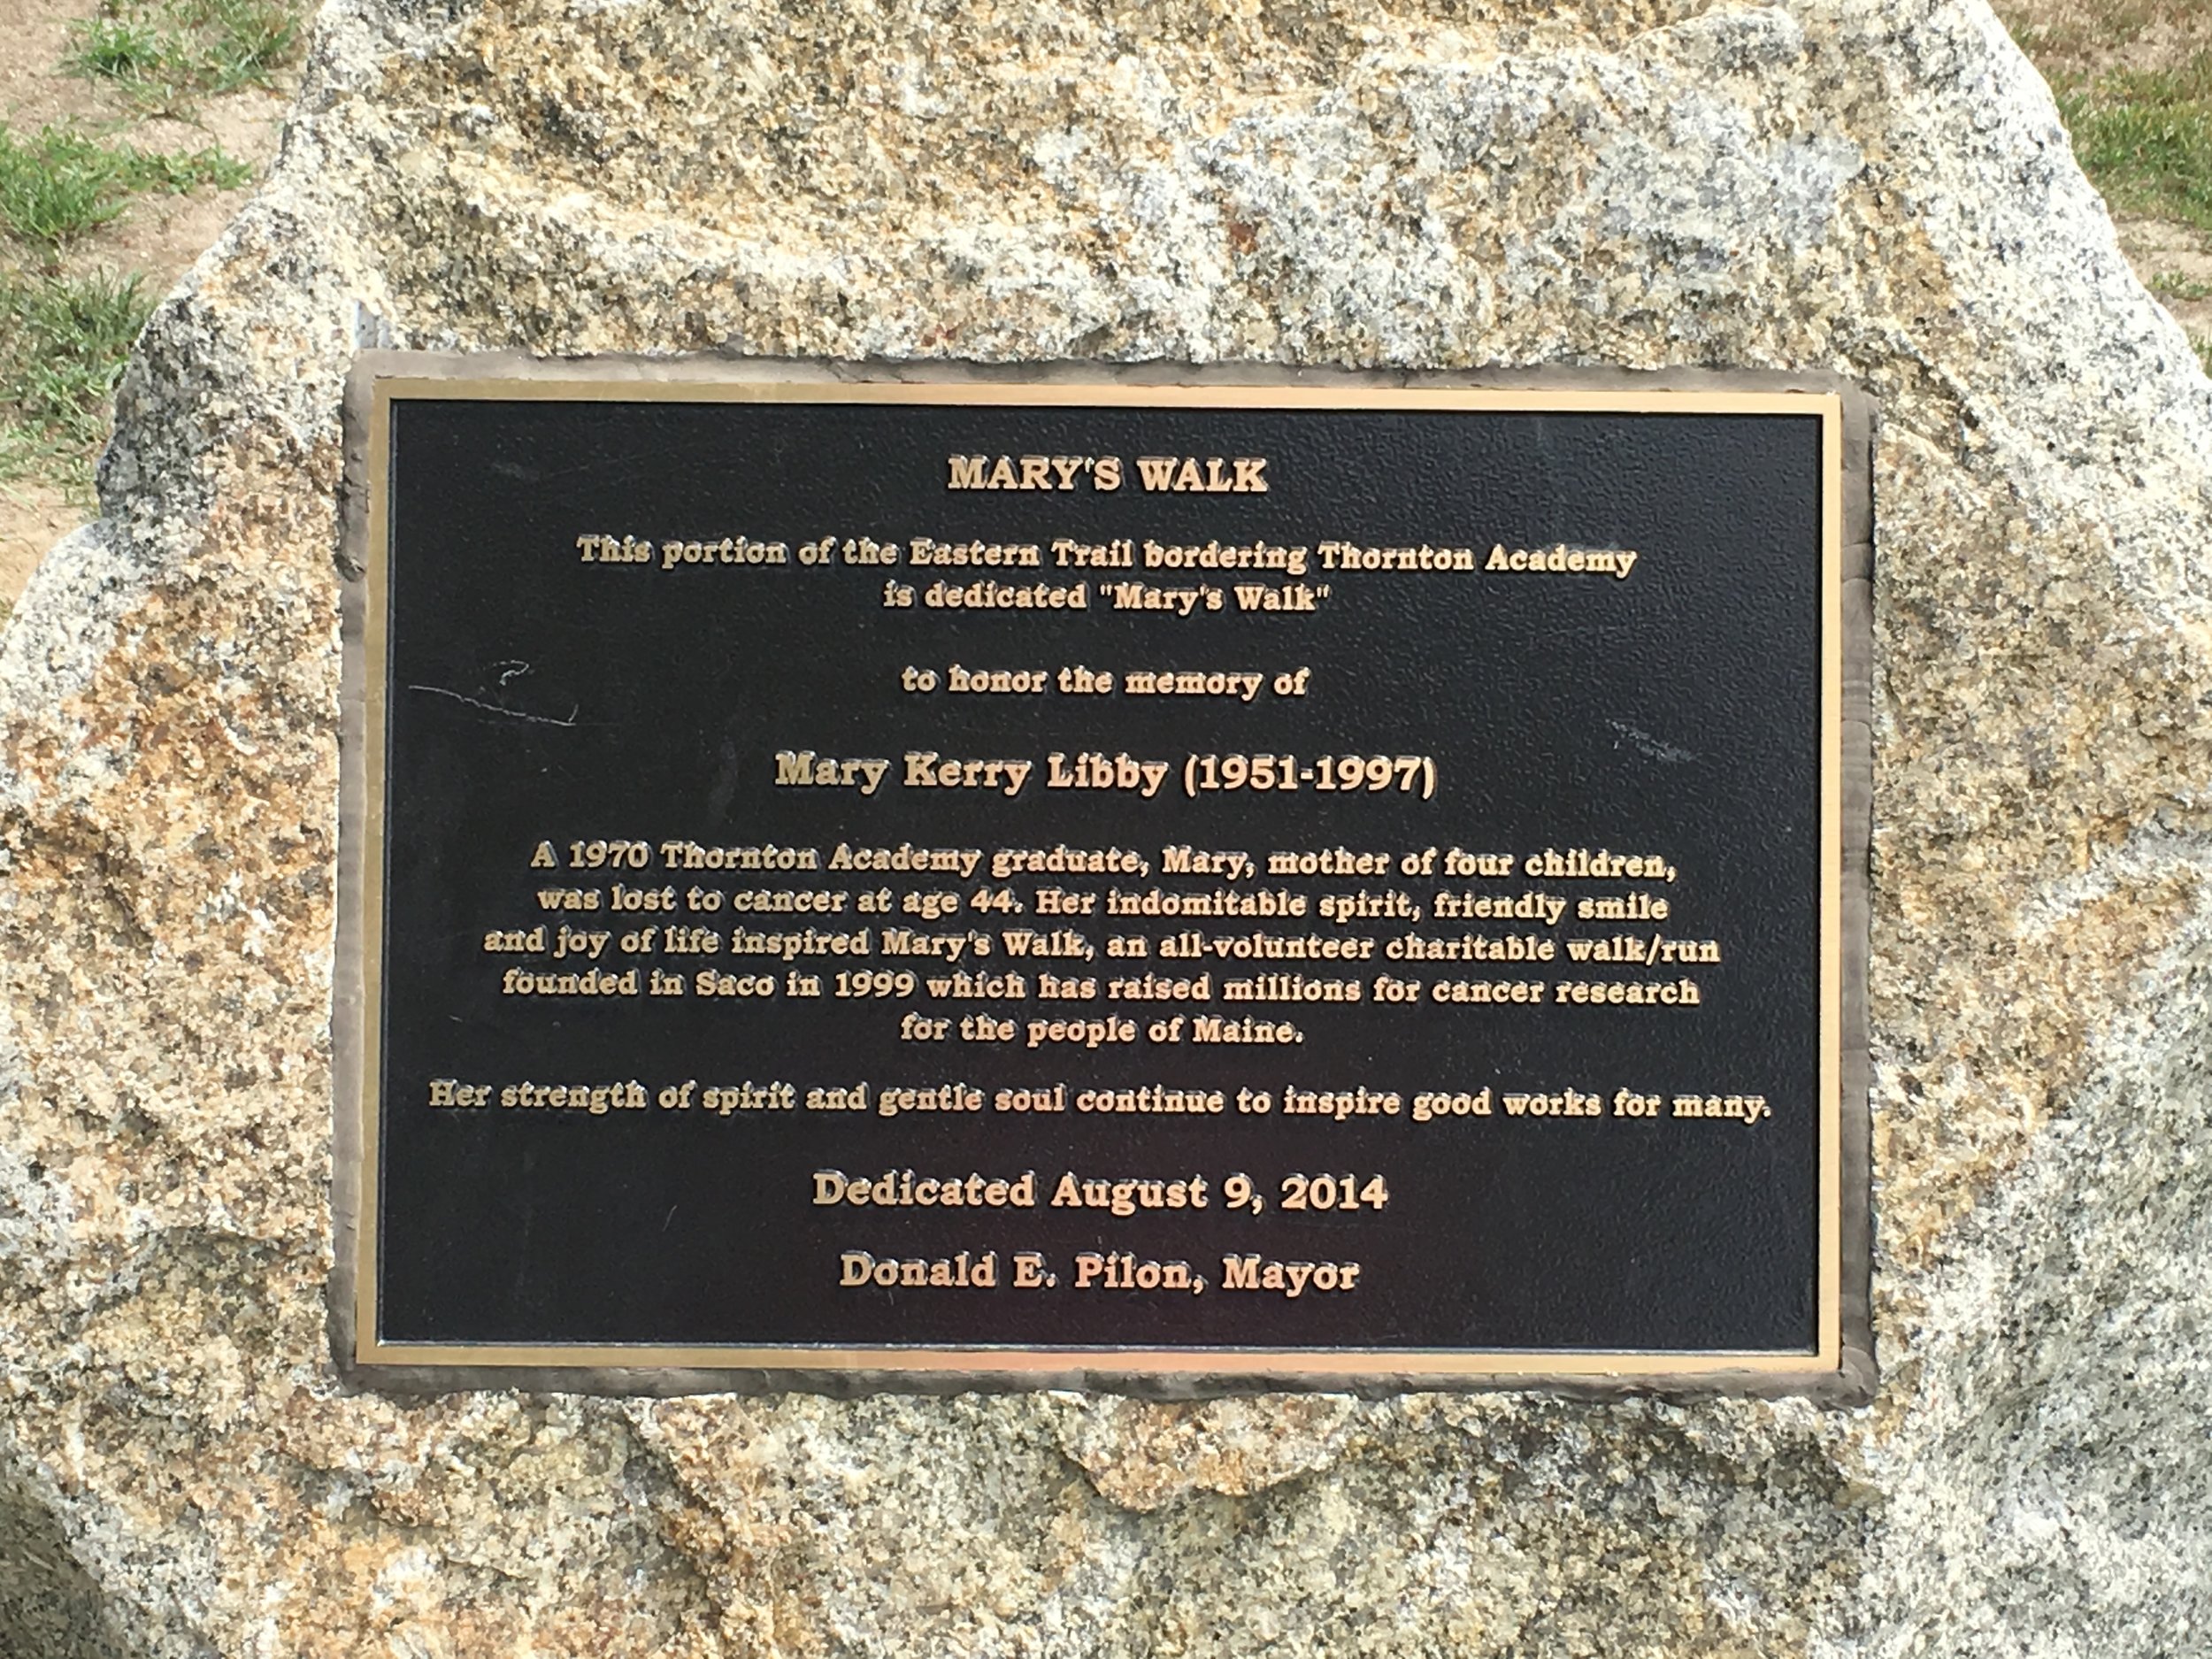 MARY'S WALK
This portion of the Eastern Trail bordering Thornton Academy
is dedicated "Mary's Walk"
to honor the memory of
Mary Kerry Libby (1951-1997)
A 1970 Thornton Academy graduate, Mary, mother of four children,
was lost to cancer at age 44. Her indomitable spirit, friendly smile
and joy of life inspired Mary's Walk, an all-volunteer charitable walk/run
founded in Saco in 1999 which has raised millions for cancer research
for the people of Maine.
Her strength of spirit and gentle soul continue to inspire good works for many.
Dedicated August 9, 2014
Donald E. Pilon, Mayor